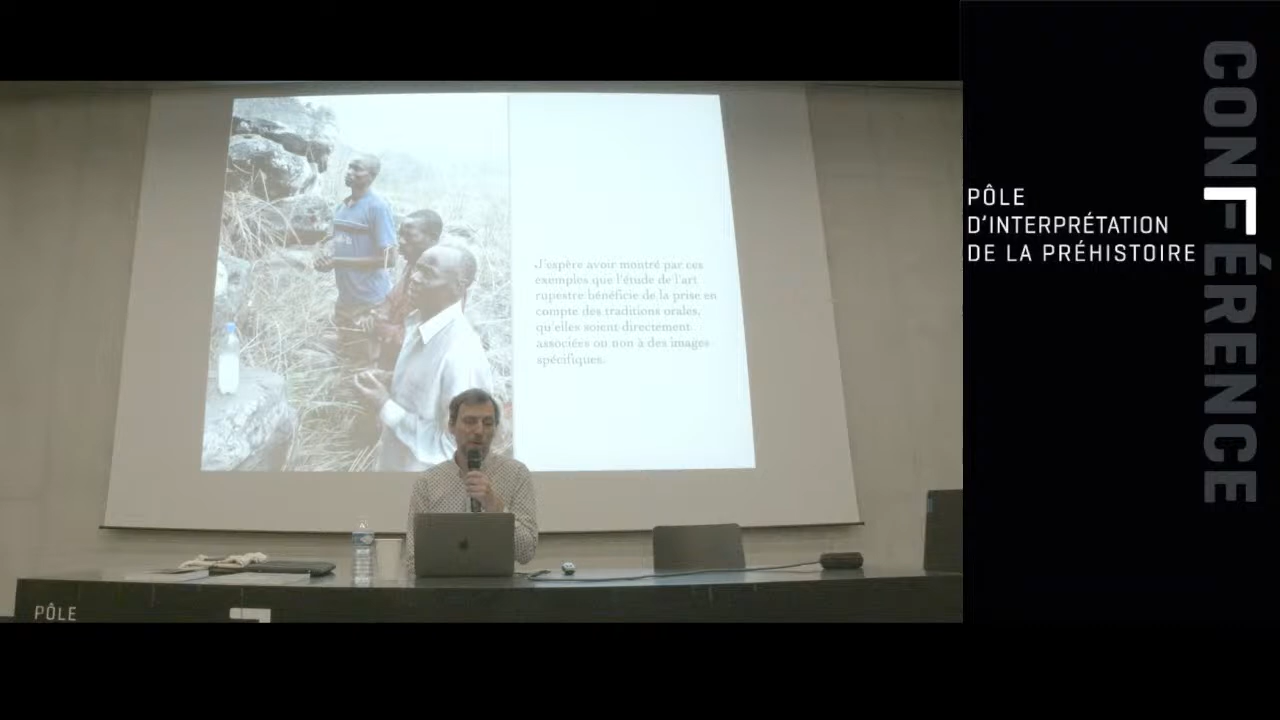 J'espère avoir montré par ces
exemples que l'étude de l'art
rupestre bénéficie de la prise en
compte des traditions orales,
qu'elles soient directement
associées ou non à des images
spécifiques.
PÔLE
PÔLE
D'INTERPRÉTATION
DE LA PRÉHISTOIRE
CONFÉRENCE